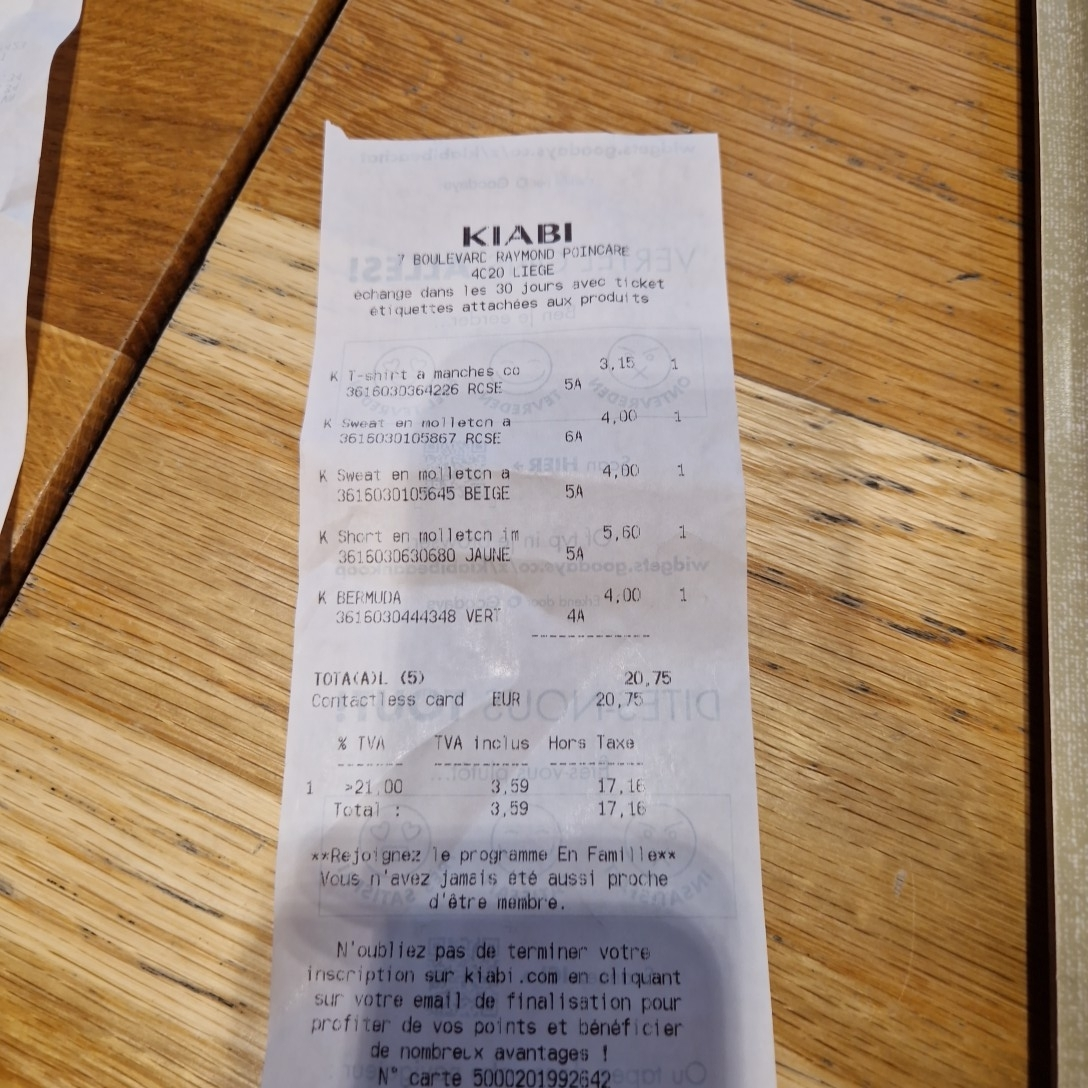 KIABI
7 BOULEVARD RAYMOND POINCARE
4020 LIEGE
échange dans les 30 jours avec ticket
étiquettes attachées aux produits
K T-shirt a manches co 3,15 1
3616030364226 ROSE 5A
K Sweat en molleton a 4,00 1
3616030105867 ROSE 6A
K Sweat en molleton a 4,00 1
3616030105645 BEIGE 5A
K Short en molleton im 5,60 1
3616030630680 JAUNE 5A
K BERMUDA 4,00 1
3616030444348 VERT 4A
TOTA(A)L (5) 20,75
Contactless card EUR 20,75
% TVA TVA inclus Hors Taxe
1 >21,00 3,59 17,16
Total : 3,59 17,16
**Rejoignez le programme En Famille**
Vous n'avez jamais été aussi proche
d'être membre.
N'oubliez pas de terminer votre
inscription sur kiabi.com en cliquant
sur votre email de finalisation pour
profiter de vos points et bénéficier
de nombreux avantages !
N° carte 5000201992642